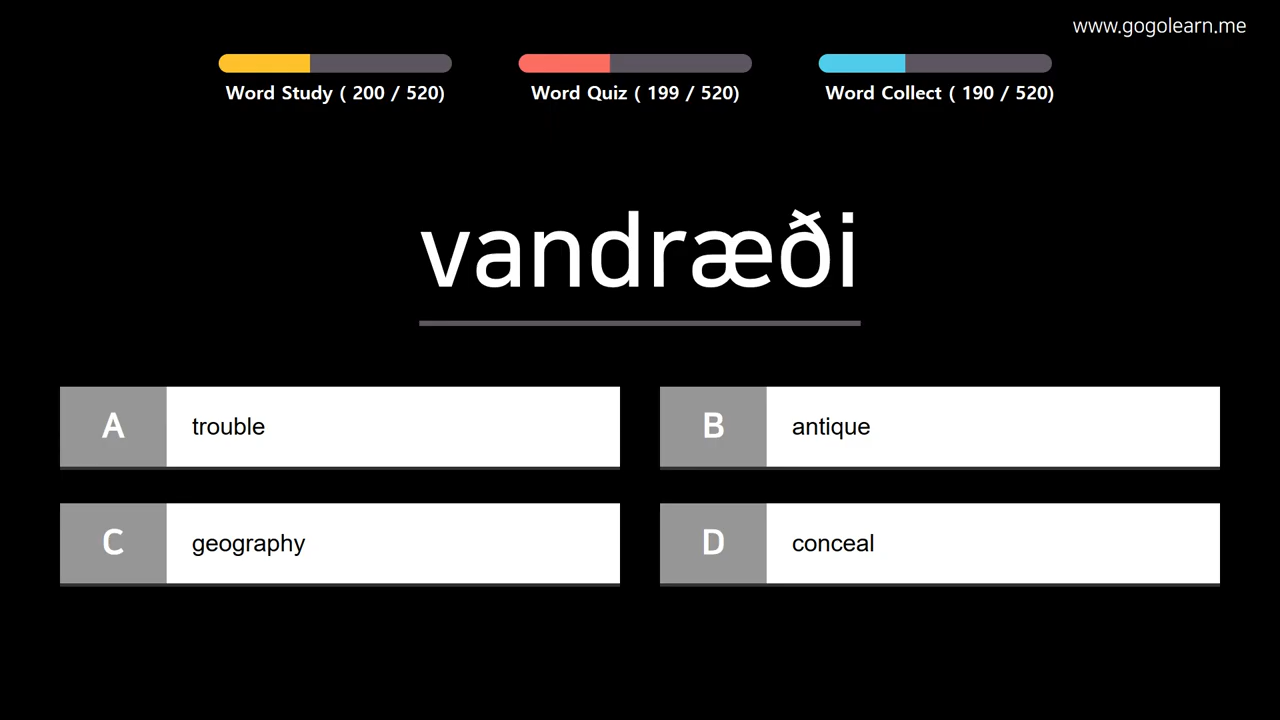 www.gogolearn.me
Word Study ( 200 / 520)
Word Quiz ( 199 / 520)
Word Collect ( 190 / 520)
vandræði
A
trouble
B
antique
C
geography
D
conceal